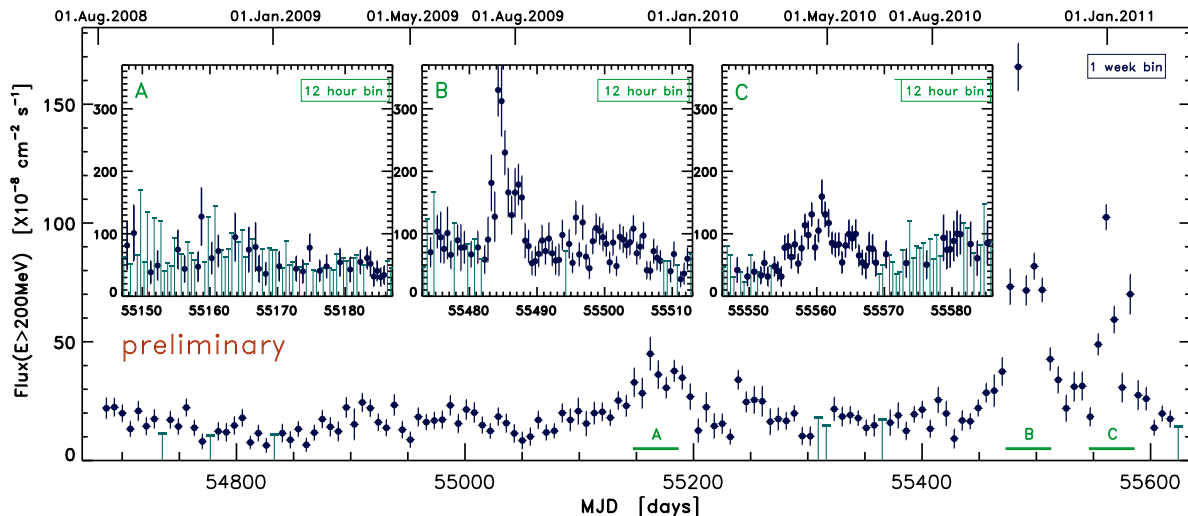 01.Aug.2008 01.Jan.2009 01.May.2009 01.Aug.2009 01.Jan.2010 01.May.2010 01.Aug.2010 01.Jan.2011
Flux(E>200MeV) [X10⁻⁸ cm⁻² s⁻¹]
150
100
50
0
1 week bin
A
12 hour bin
300
200
100
0
55150 55160 55170 55180
B
12 hour bin
300
200
100
0
55480 55490 55500 55510
C
12 hour bin
300
200
100
0
55550 55560 55570 55580
preliminary
A B C
54800 55000 55200 55400 55600
MJD [days]